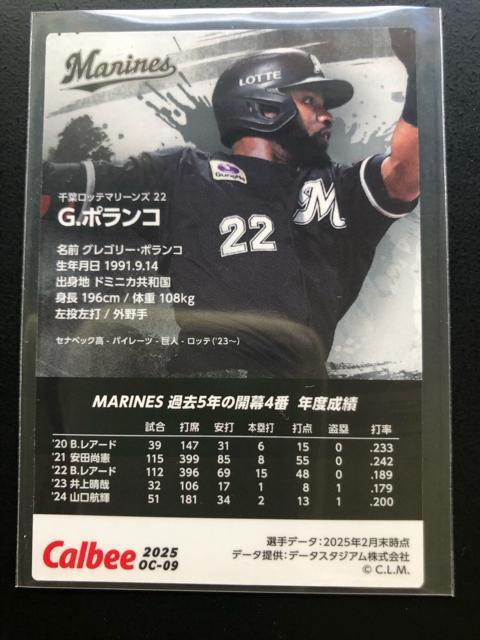 Marines
LOTTE
GungHo
M
22
千葉ロッテマリーンズ 22
G.ポランコ
名前 グレゴリー・ポランコ
生年月日 1991.9.14
出身地 ドミニカ共和国
身長 196cm / 体重 108kg
左投左打 / 外野手
セナペック高 - パイレーツ - 巨人 - ロッテ('23~)
MARINES 過去5年の開幕4番 年度成績
試合 打席 安打 本塁打 打点 盗塁 打率
'20 B.レアード 39 147 31 6 15 0 .233
'21 安田尚憲 115 399 85 8 55 0 .242
'22 B.レアード 112 396 69 15 48 0 .189
'23 井上晴哉 32 106 17 1 8 1 .179
'24 山口航輝 51 181 34 2 13 1 .200
Calbee 2025
OC-09
選手データ:2025年2月末時点
データ提供:データスタジアム株式会社
© C.L.M.